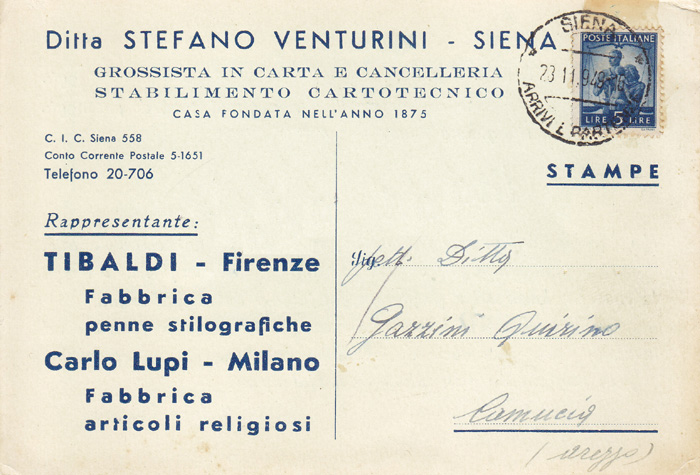 Ditta STEFANO VENTURINI - SIENA
GROSSISTA IN CARTA E CANCELLERIA
STABILIMENTO CARTOTECNICO
CASA FONDATA NELL'ANNO 1875
C. I. C. Siena 558
Conto Corrente Postale 5-1651
Telefono 20-706
SIENA
ARRIVI E PARTENZE
POSTE ITALIANE
LIRE 5 LIRE
STAMPE
Rappresentante:
TIBALDI - Firenze
Fabbrica
penne stilografiche
Carlo Lupi - Milano
Fabbrica
articoli religiosi
Spett. Ditta
Gazzini Quirino
Camucia
(Arezzo)